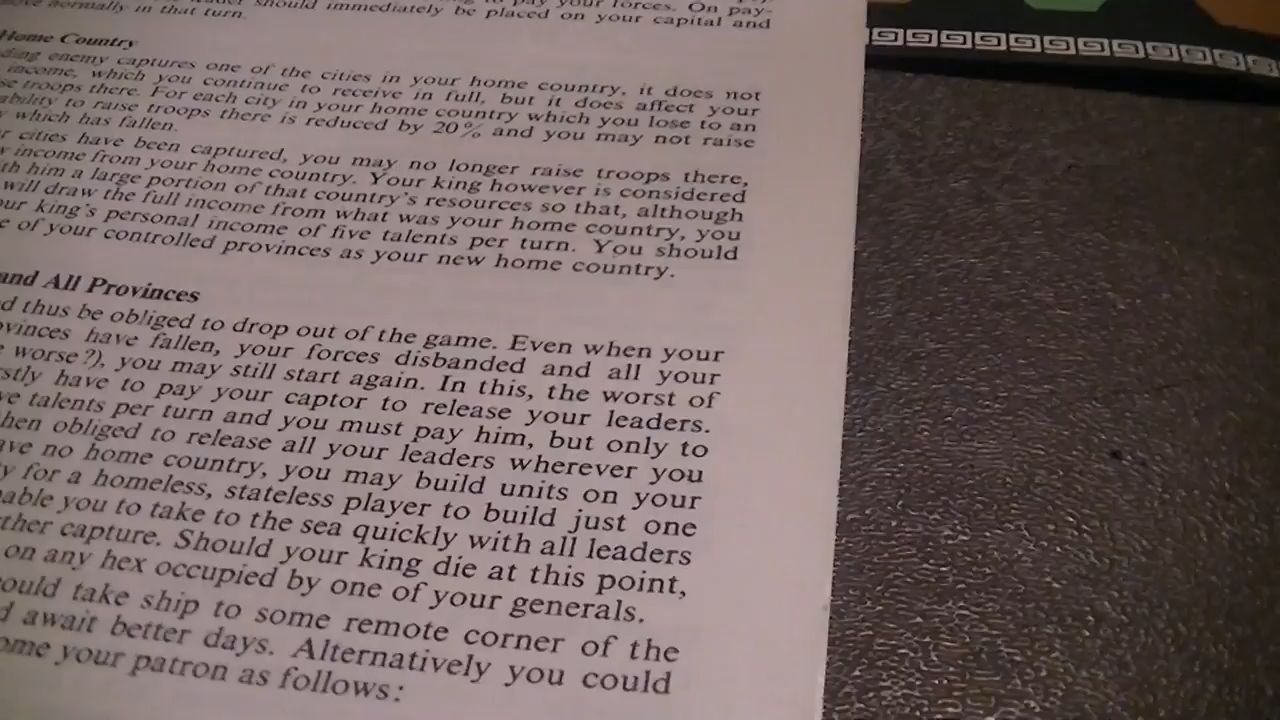 to pay your forces. On pay-
should immediately be placed on your capital and
normally in that turn.
Home Country
enemy captures one of the cities in your home country, it does not
income, which you continue to receive in full, but it does affect your
troops there. For each city in your home country which you lose to an
ability to raise troops there is reduced by 20% and you may not raise
which has fallen.
cities have been captured, you may no longer raise troops there,
income from your home country. Your king however is considered
him a large portion of that country's resources so that, although
will draw the full income from what was your home country, you
king's personal income of five talents per turn. You should
of your controlled provinces as your new home country.
and All Provinces
thus be obliged to drop out of the game. Even when your
have fallen, your forces disbanded and all your
worse?), you may still start again. In this, the worst of
have to pay your captor to release your leaders.
talents per turn and you must pay him, but only to
obliged to release all your leaders wherever you
no home country, you may build units on your
for a homeless, stateless player to build just one
you to take to the sea quickly with all leaders
capture. Should your king die at this point,
on any hex occupied by one of your generals.
take ship to some remote corner of the
await better days. Alternatively you could
your patron as follows: